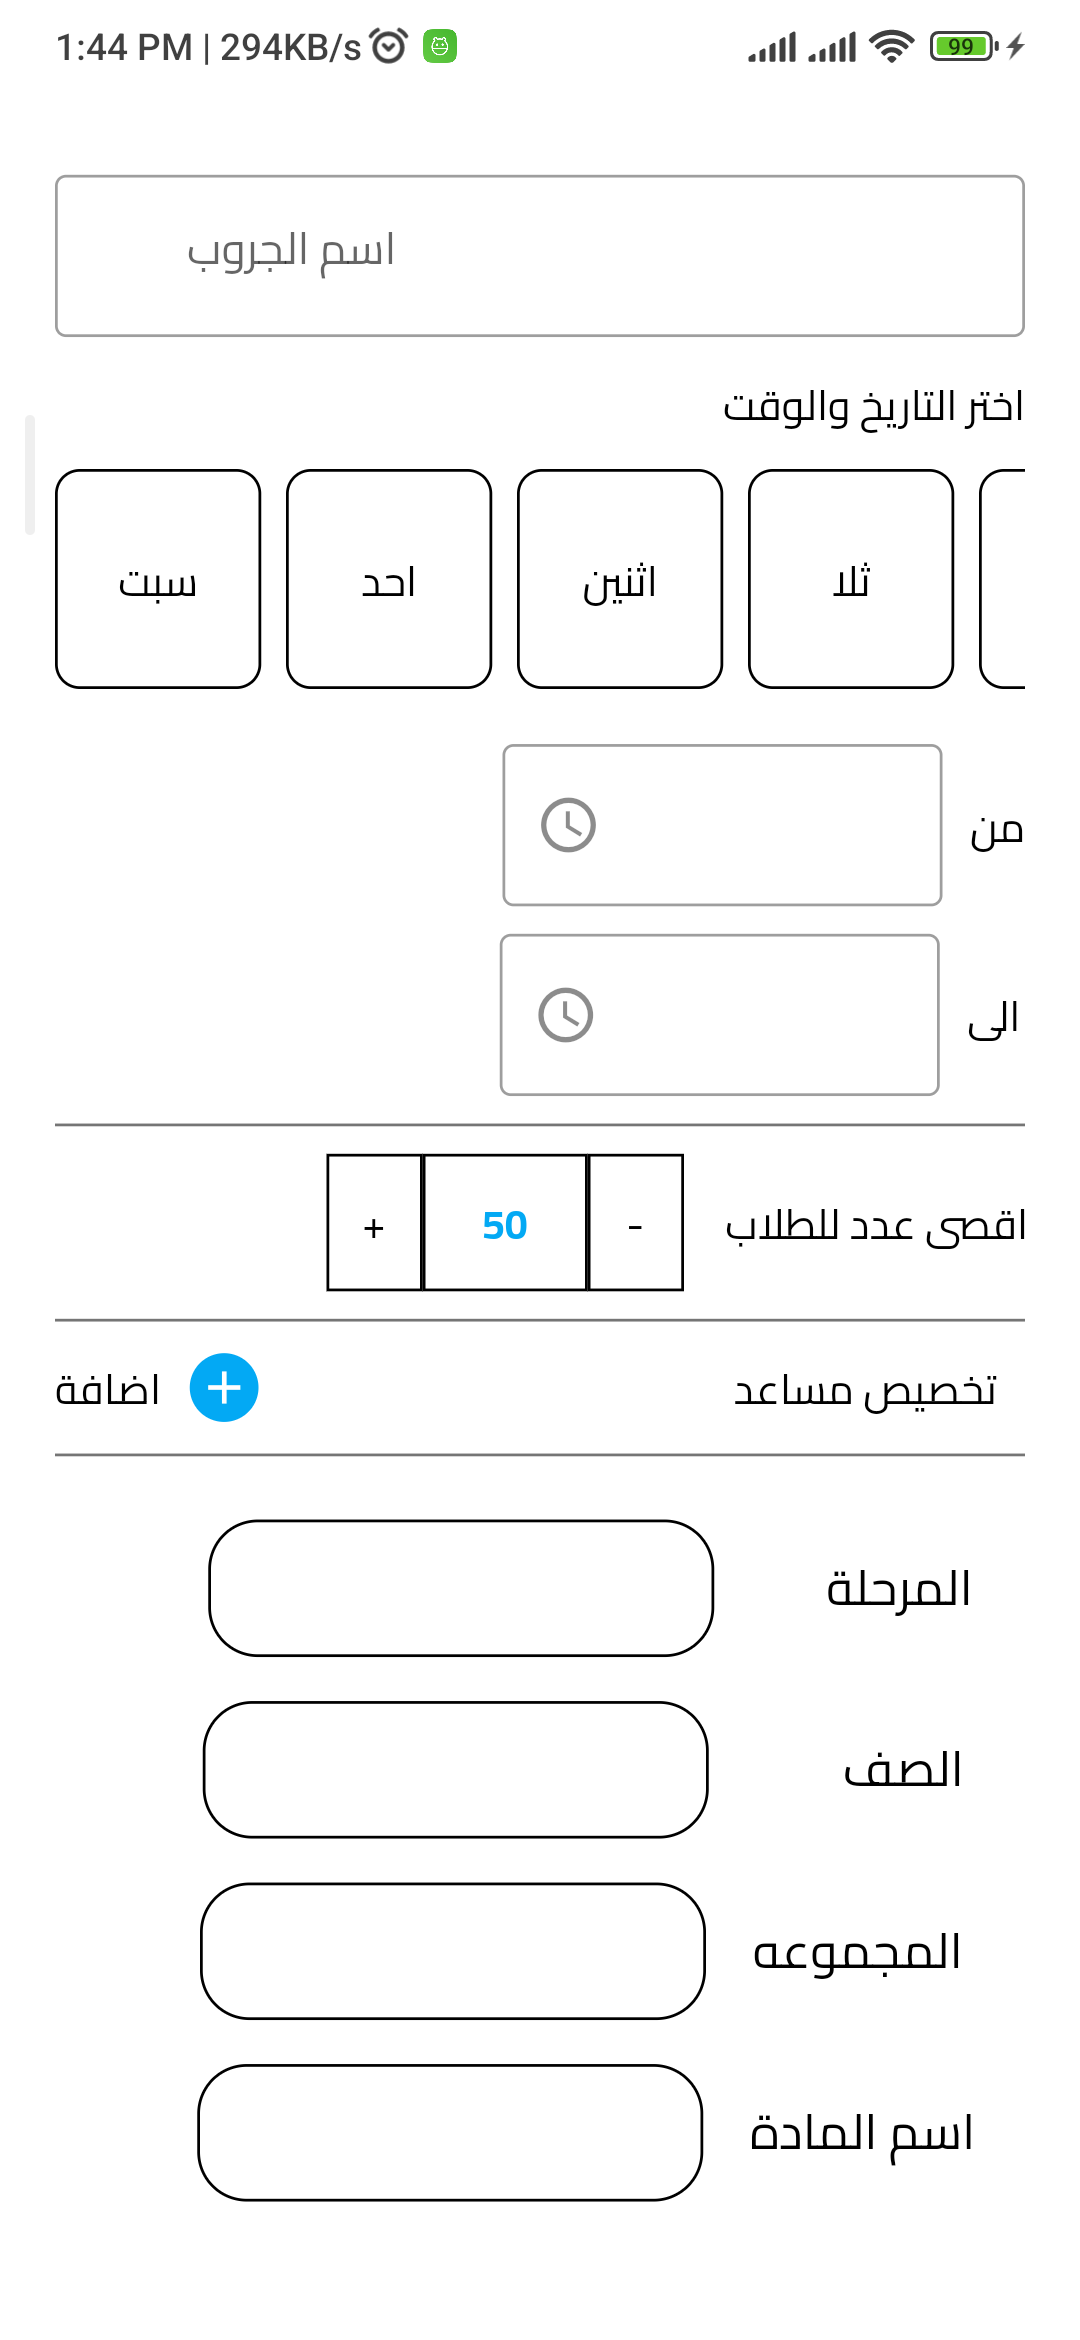 1:44 PM | 294KB/s 99
اسم الجروب
اختر التاريخ والوقت
ثلا اثنين احد سبت
من
الى
اقصى عدد للطلاب - 50 +
تخصيص مساعد + اضافة
المرحلة
الصف
المجموعه
اسم المادة